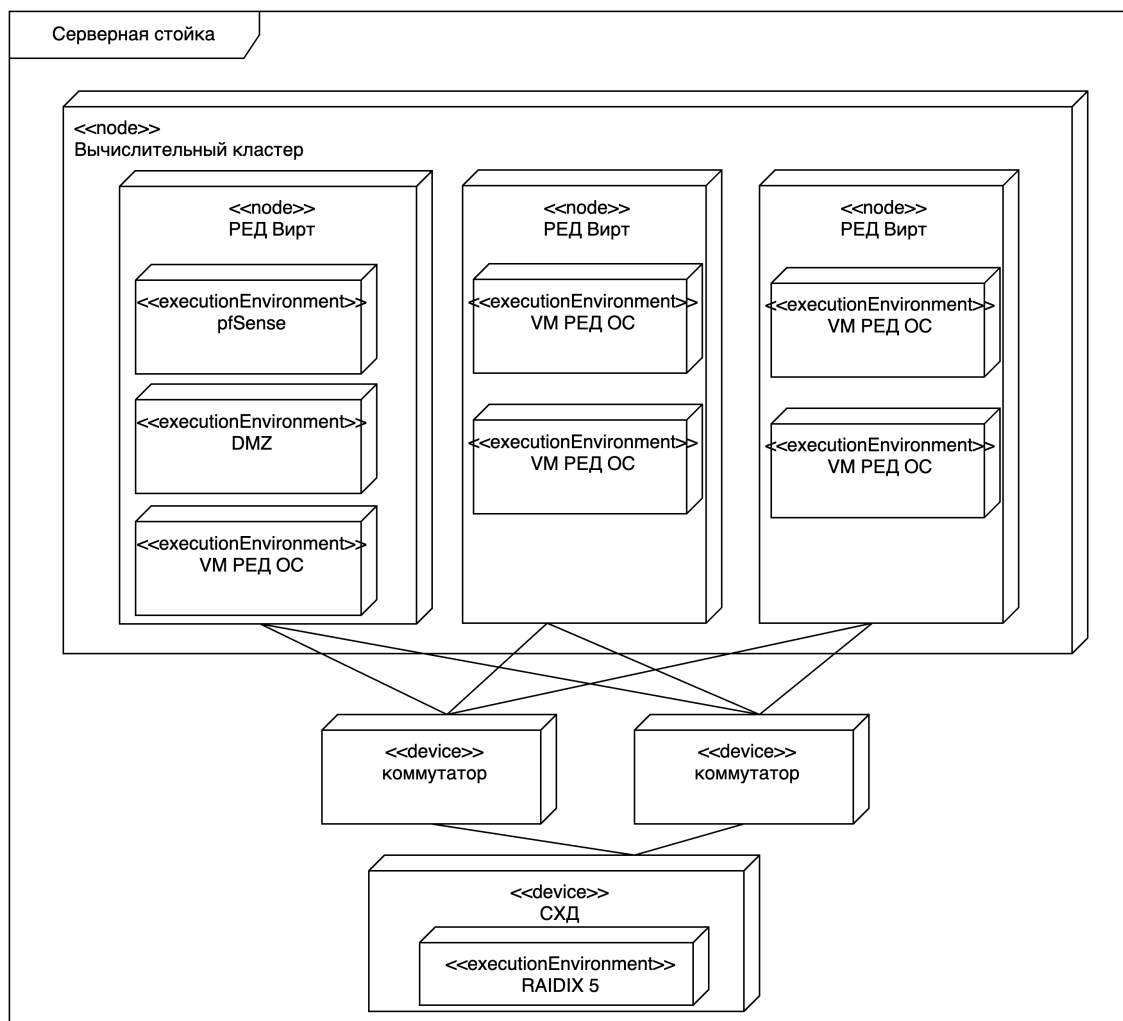 Серверная стойка
<<node>>
Вычислительный кластер
<<node>>
РЕД Вирт
<<executionEnvironment>>
pfSense
<<executionEnvironment>>
DMZ
<<executionEnvironment>>
VM РЕД ОС
<<node>>
РЕД Вирт
<<executionEnvironment>>
VM РЕД ОС
<<executionEnvironment>>
VM РЕД ОС
<<node>>
РЕД Вирт
<<executionEnvironment>>
VM РЕД ОС
<<executionEnvironment>>
VM РЕД ОС
<<device>>
коммутатор
<<device>>
коммутатор
<<device>>
СХД
<<executionEnvironment>>
RAIDIX 5